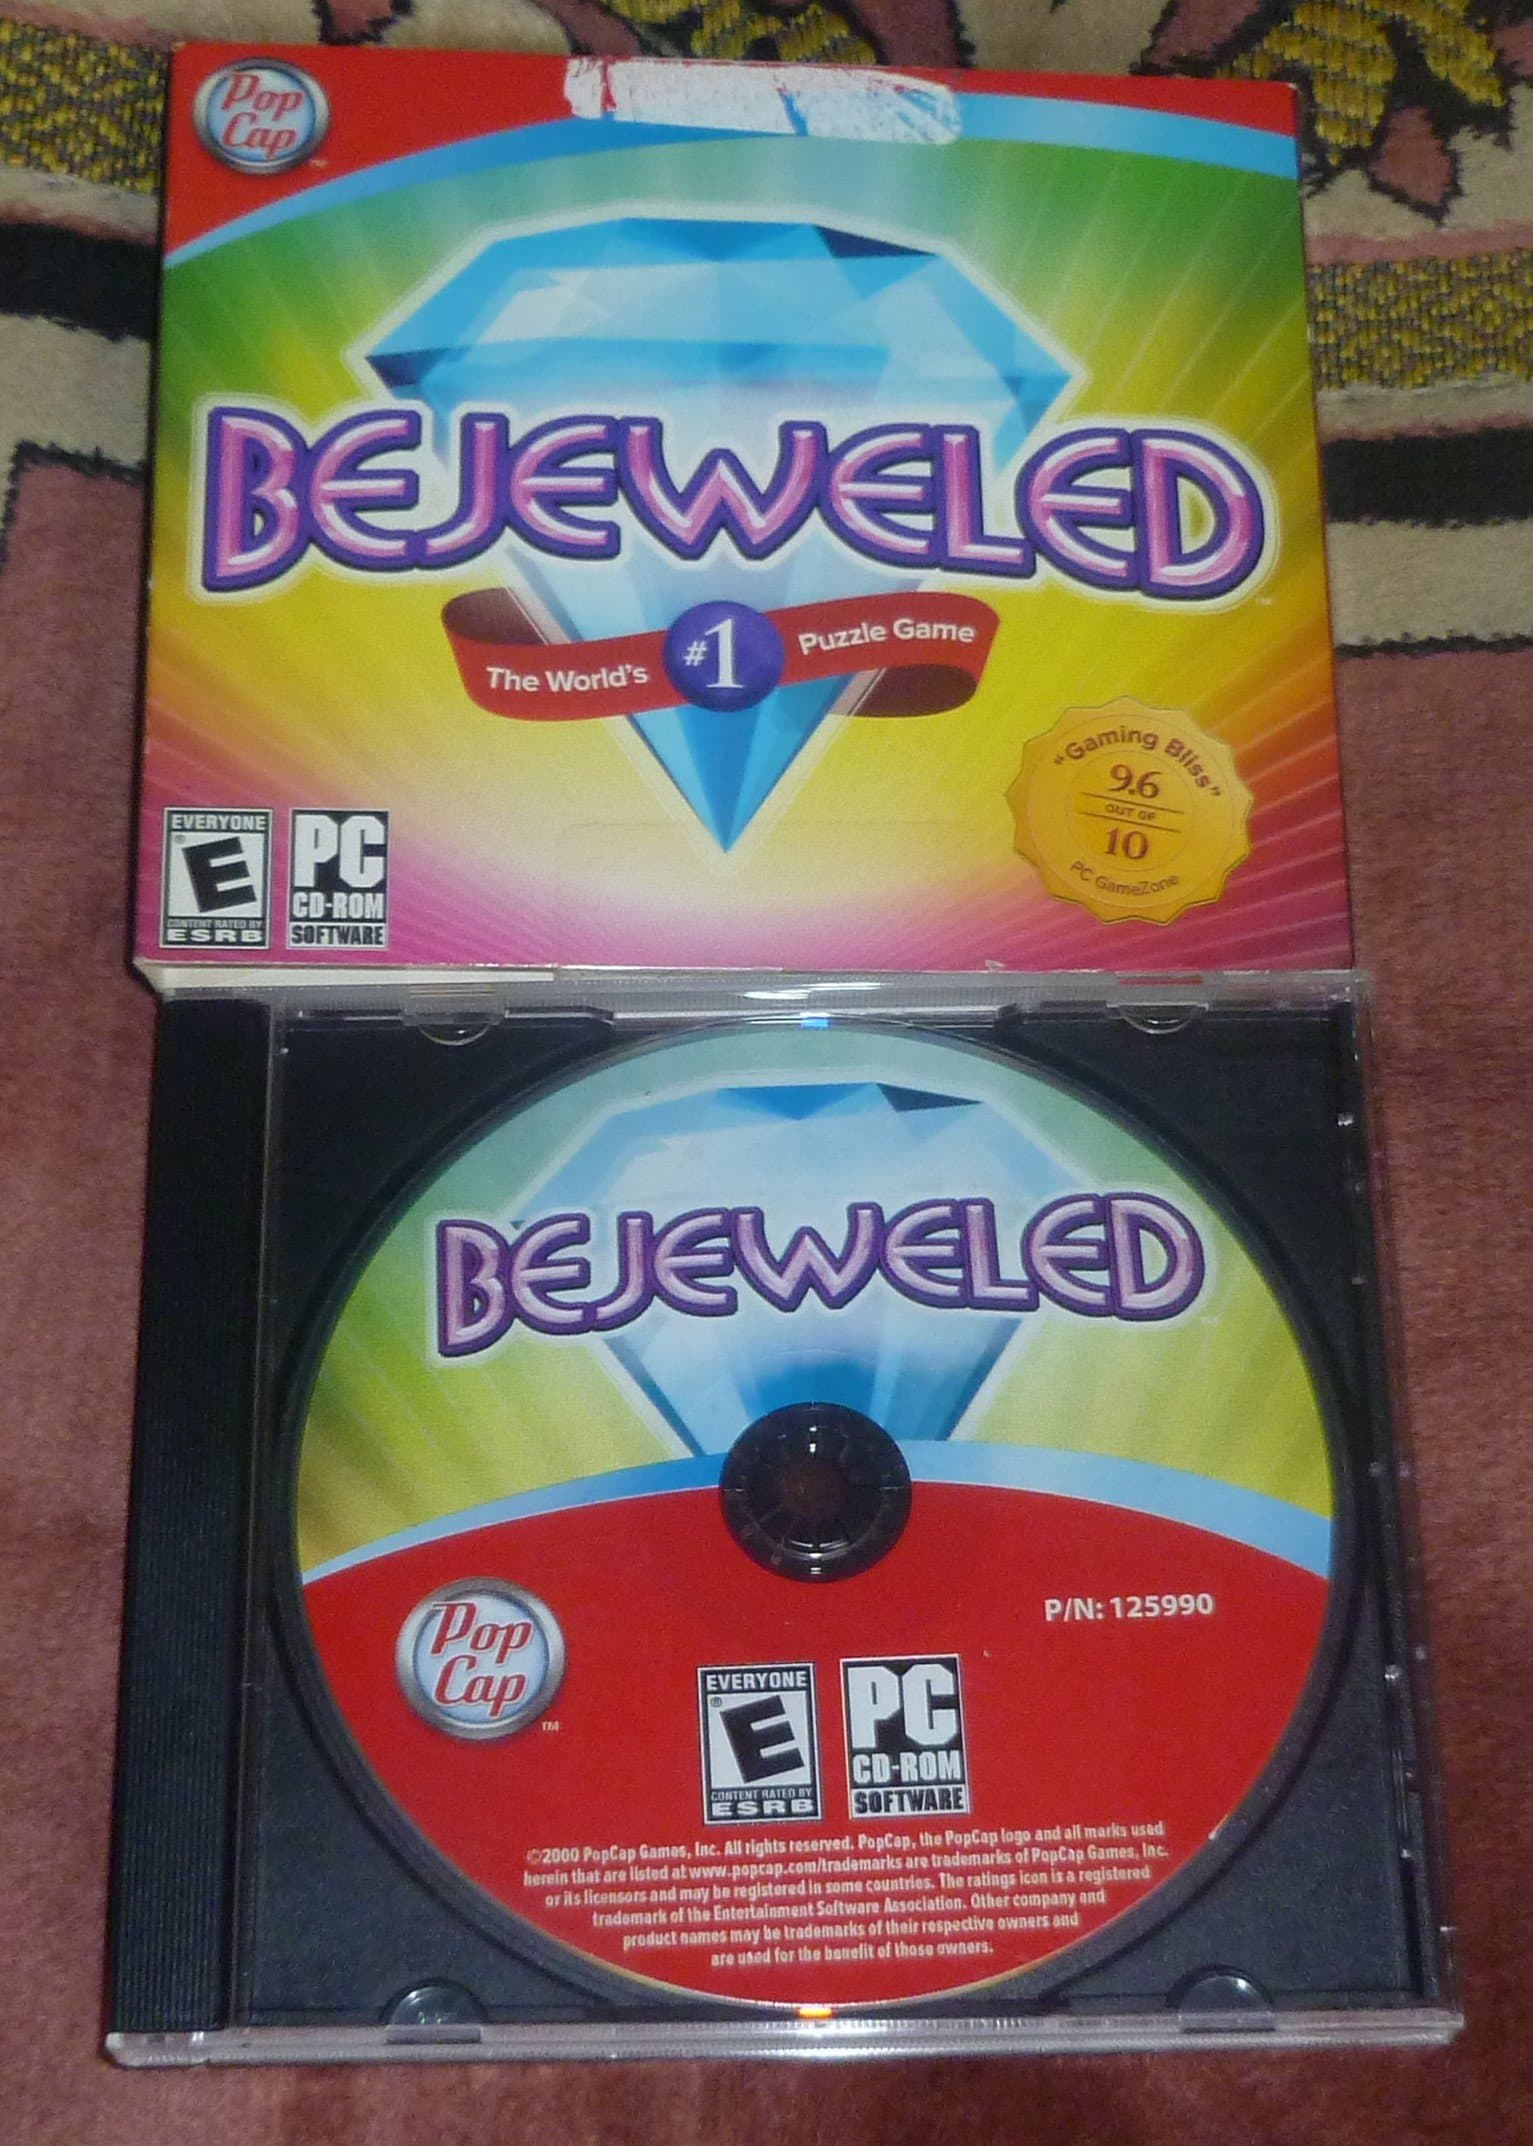 Pop
Cap
™
BEJEWELED
™
The World's #1 Puzzle Game
"Gaming Bliss"
9.6
OUT OF
10
PC GameZone
EVERYONE
E
®
CONTENT RATED BY
ESRB
PC
CD-ROM
SOFTWARE
BEJEWELED
™
P/N: 125990
Pop
Cap
™
EVERYONE
®
E
CONTENT RATED BY
ESRB
PC
CD-ROM
SOFTWARE
©2000 PopCap Games, Inc. All rights reserved. PopCap, the PopCap logo and all marks used
herein that are listed at www.popcap.com/trademarks are trademarks of PopCap Games, Inc.
or its licensors and may be registered in some countries. The ratings icon is a registered
trademark of the Entertainment Software Association. Other company and
product names may be trademarks of their respective owners and
are used for the benefit of those owners.